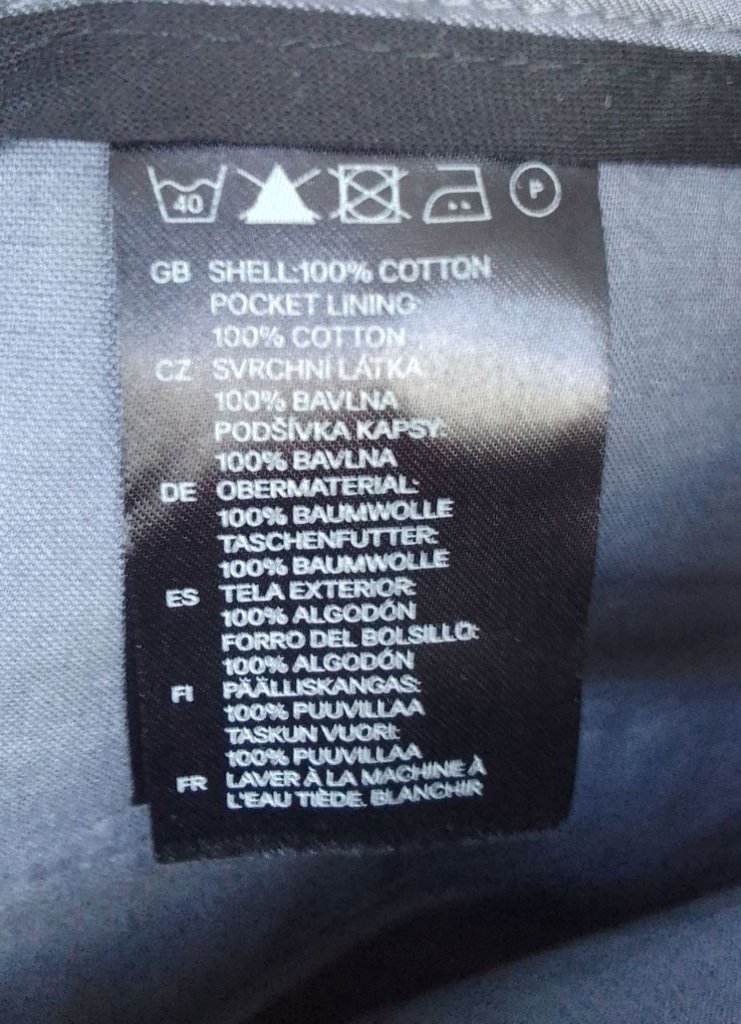 40
P
GB SHELL:100% COTTON
POCKET LINING:
100% COTTON
CZ SVRCHNÍ LÁTKA:
100% BAVLNA
PODŠÍVKA KAPSY:
100% BAVLNA
DE OBERMATERIAL:
100% BAUMWOLLE
TASCHENFUTTER:
100% BAUMWOLLE
ES TELA EXTERIOR:
100% ALGODÓN
FORRO DEL BOLSILLO:
100% ALGODÓN
FI PÄÄLLISKANGAS:
100% PUUVILLAA
TASKUN VUORI:
100% PUUVILLAA
FR LAVER À LA MACHINE À
L'EAU TIÈDE. BLANCHIR